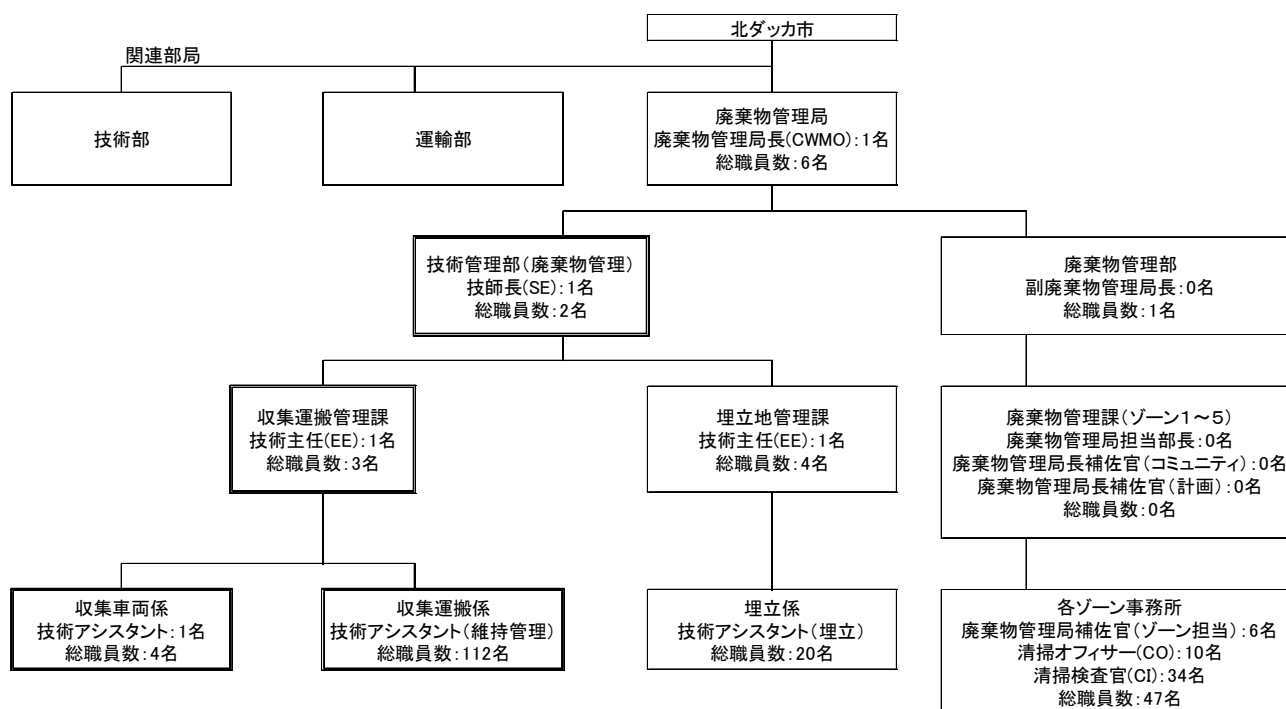 北ダッカ市
関連部局
技術部
運輸部
廃棄物管理局
廃棄物管理局長(CWMO):1名
総職員数:6名
技術管理部(廃棄物管理)
技師長(SE):1名
総職員数:2名
廃棄物管理部
副廃棄物管理局長:0名
総職員数:1名
収集運搬管理課
技術主任(EE):1名
総職員数:3名
埋立地管理課
技術主任(EE):1名
総職員数:4名
廃棄物管理課(ゾーン1~5)
廃棄物管理局担当部長:0名
廃棄物管理局長補佐官(コミュニティ):0名
廃棄物管理局長補佐官(計画):0名
総職員数:0名
収集車両係
技術アシスタント:1名
総職員数:4名
収集運搬係
技術アシスタント(維持管理)
総職員数:112名
埋立係
技術アシスタント(埋立)
総職員数:20名
各ゾーン事務所
廃棄物管理局補佐官(ゾーン担当):6名
清掃オフィサー(CO):10名
清掃検査官(CI):34名
総職員数:47名